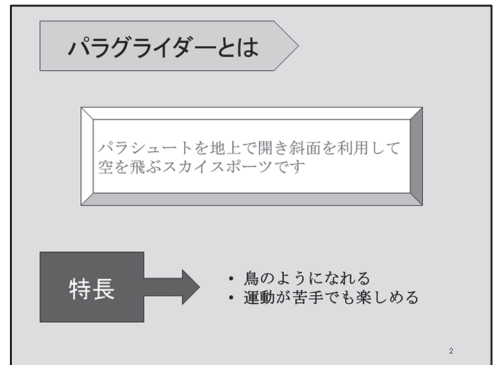 パラグライダーとは
パラシュートを地上で開き斜面を利用して
空を飛ぶスカイスポーツです
特長
• 鳥のようになれる
• 運動が苦手でも楽しめる
2